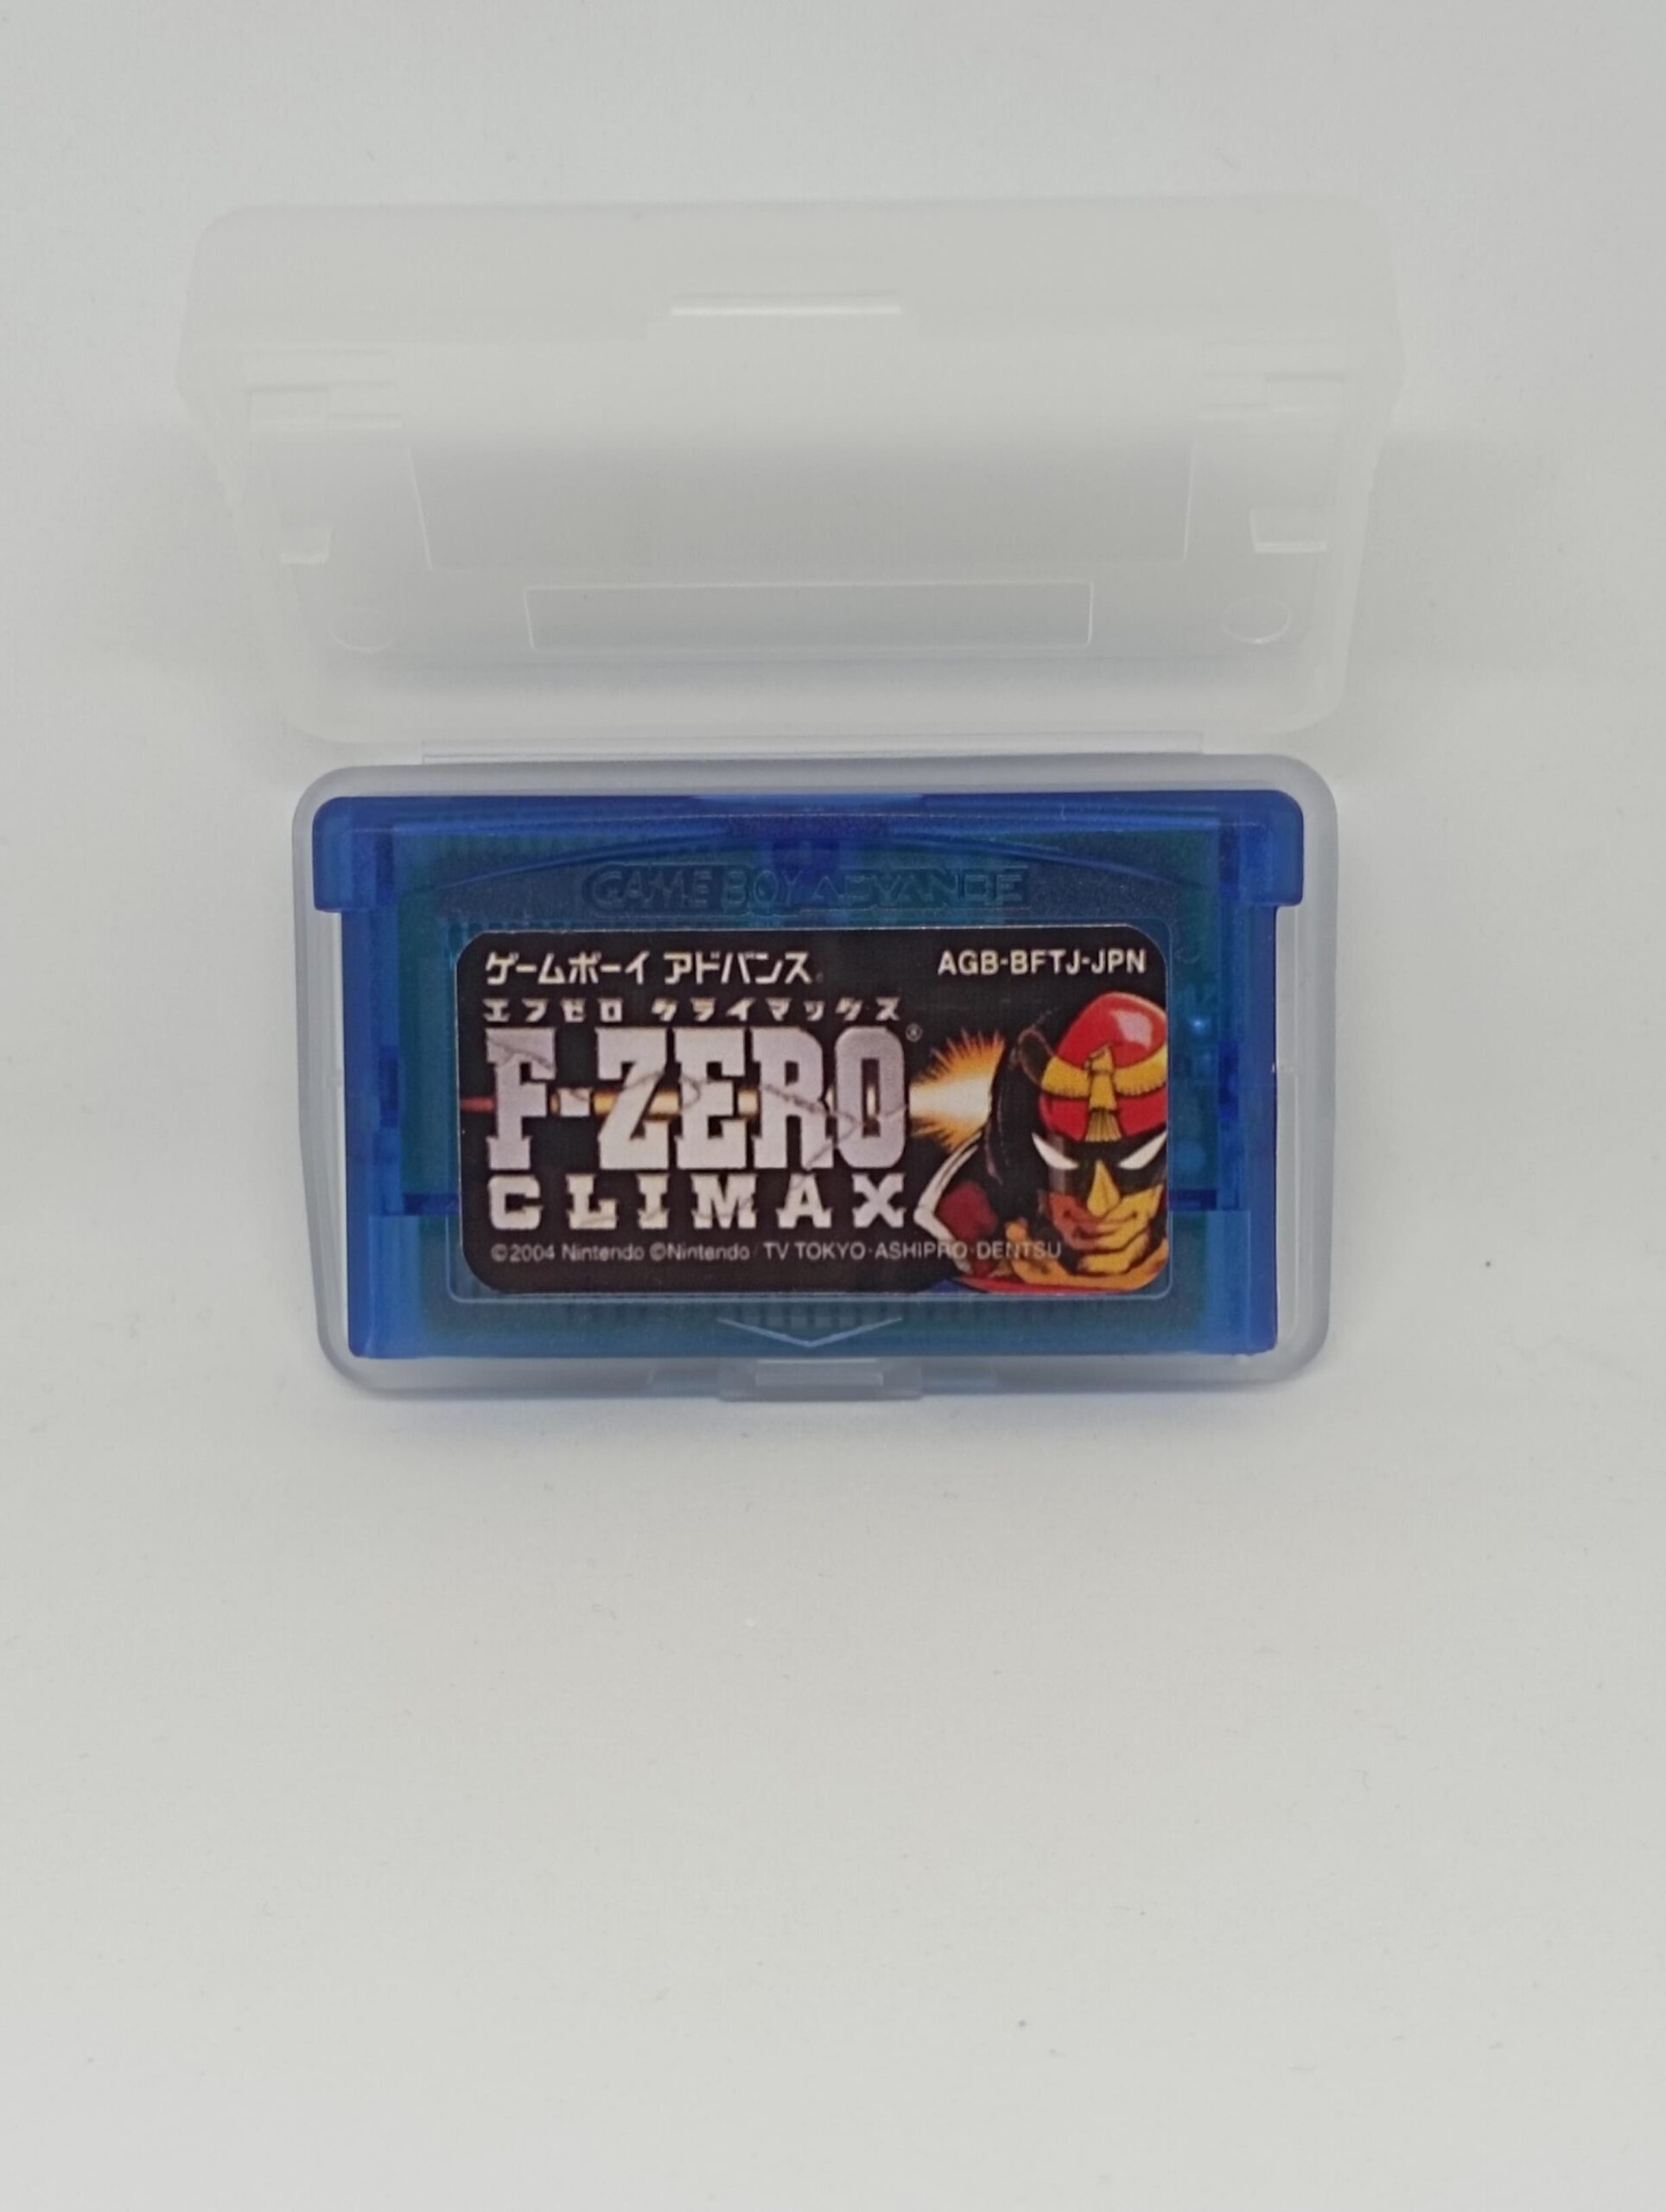 GAME BOY ADVANCE
ゲームボーイ アドバンス AGB-BFTJ-JPN
エフゼロ クライマックス
F-ZERO®
CLIMAX
©2004 Nintendo ©Nintendo / TV TOKYO·ASHIPRO·DENTSU